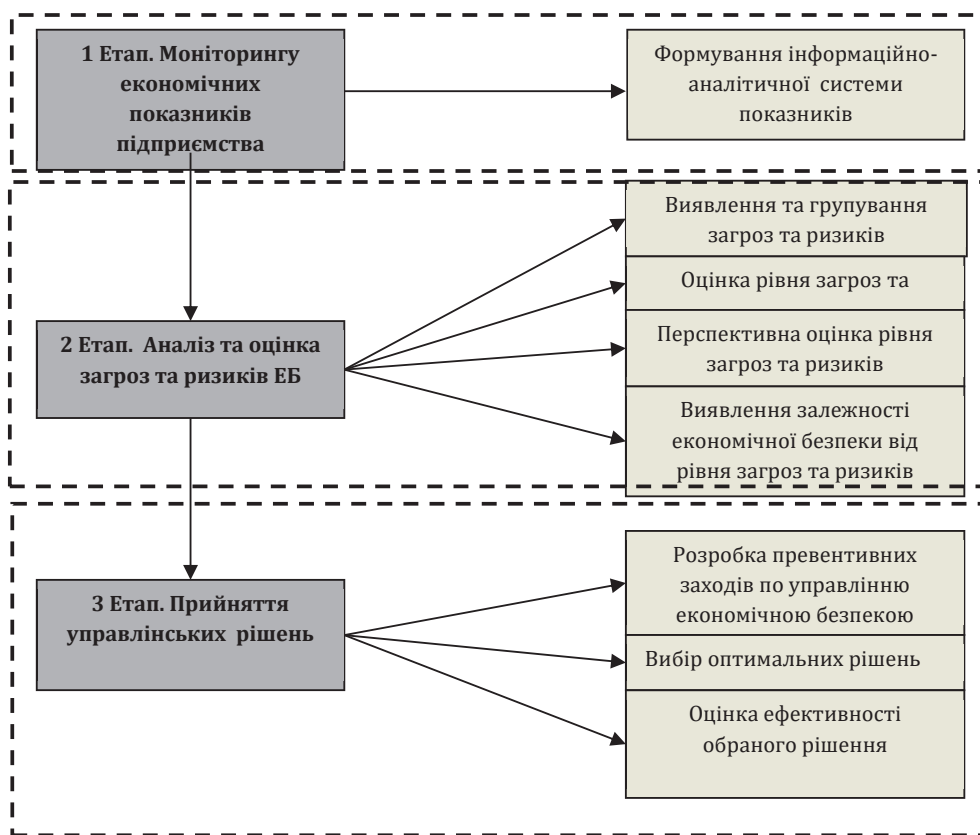 1 Етап. Моніторингу
економічних
показників
підприємства
Формування інформаційно-
аналітичної системи
показників
Виявлення та групування
загроз та ризиків
Оцінка рівня загроз та
2 Етап. Аналіз та оцінка
загроз та ризиків ЕБ
Перспективна оцінка рівня
загроз та ризиків
Виявлення залежності
економічної безпеки від
рівня загроз та ризиків
3 Етап. Прийняття
управлінських рішень
Розробка превентивних
заходів по управлінню
економічною безпекою
Вибір оптимальних рішень
Оцінка ефективності
обраного рішення